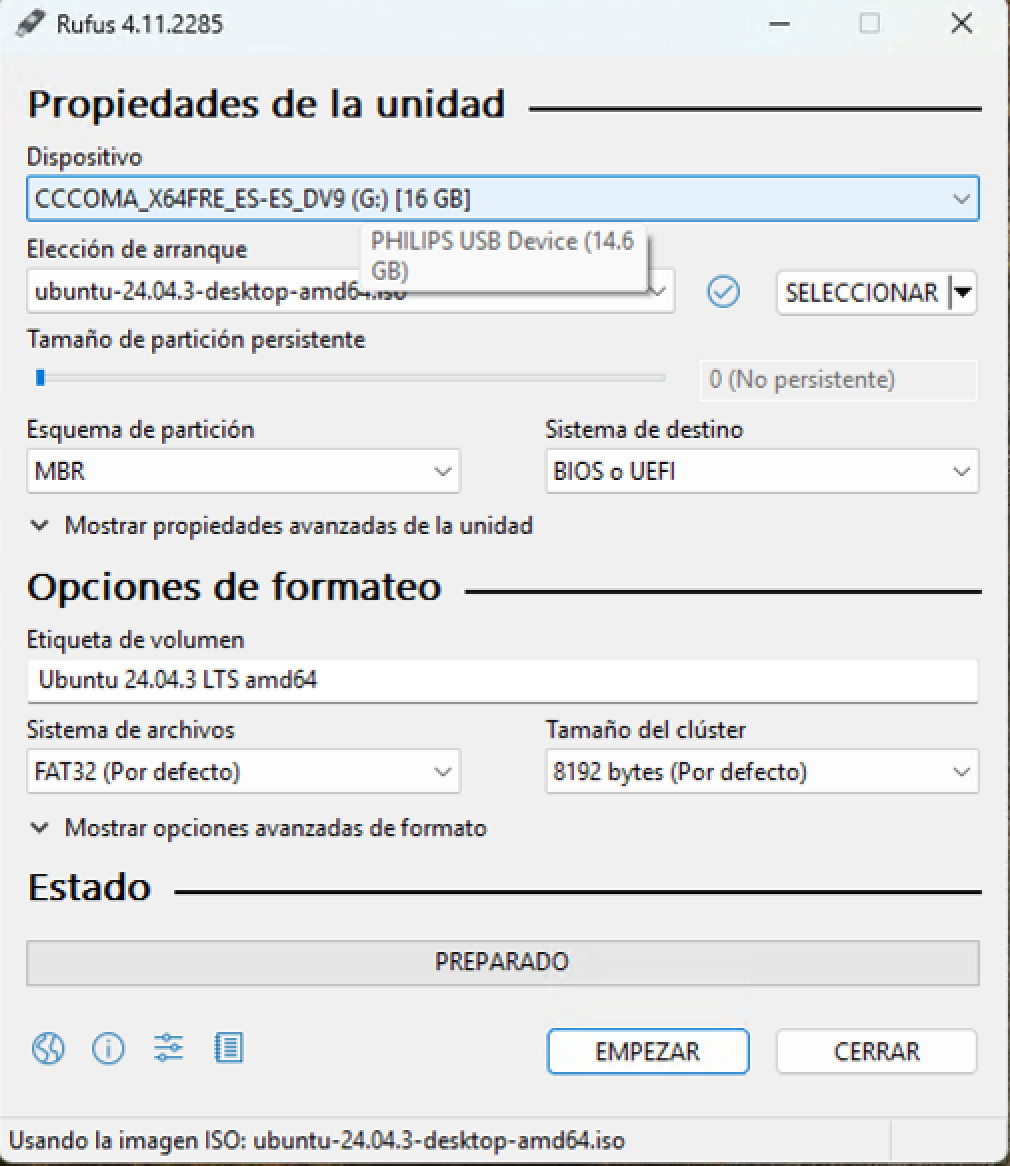 Rufus 4.11.2285
Propiedades de la unidad
Dispositivo
CCCOMA_X64FRE_ES-ES_DV9 (G:) [16 GB]
PHILIPS USB Device (14.6
GB)
Elección de arranque
ubuntu-24.04.3-desktop-amd64.iso
SELECCIONAR
Tamaño de partición persistente
0 (No persistente)
Esquema de partición
Sistema de destino
MBR
BIOS o UEFI
Mostrar propiedades avanzadas de la unidad
Opciones de formateo
Etiqueta de volumen
Ubuntu 24.04.3 LTS amd64
Sistema de archivos
Tamaño del clúster
FAT32 (Por defecto)
8192 bytes (Por defecto)
Mostrar opciones avanzadas de formato
Estado
PREPARADO
EMPEZAR
CERRAR
Usando la imagen ISO: ubuntu-24.04.3-desktop-amd64.iso